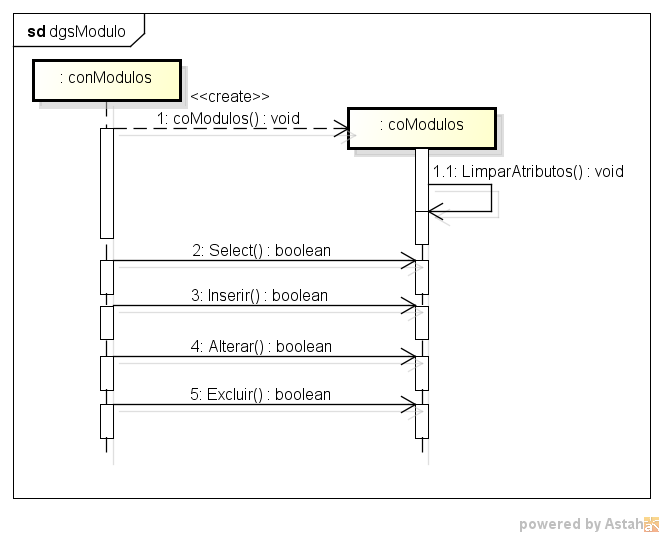 sd dgsModulo
: conModulos
<<create>>
1: coModulos() : void
: coModulos
1.1: LimparAtributos() : void
2: Select() : boolean
3: Inserir() : boolean
4: Alterar() : boolean
5: Excluir() : boolean
powered by Astah